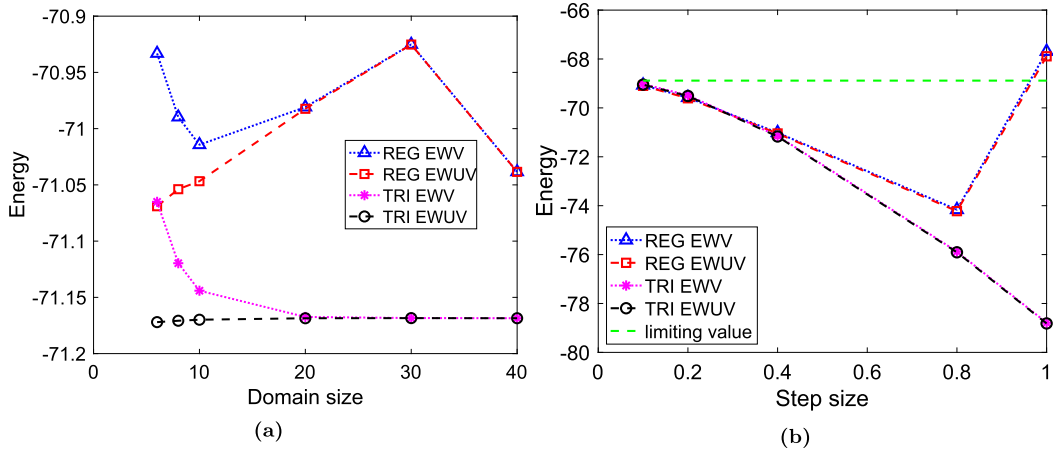 -70.9
-70.95
-71
-71.05
-71.1
-71.15
-71.2
Energy
0
10
20
30
40
Domain size
REG EWV
REG EWUV
TRI EWV
TRI EWUV
(a)
-66
-68
-70
-72
-74
-76
-78
-80
Energy
0
0.2
0.4
0.6
0.8
1
Step size
REG EWV
REG EWUV
TRI EWV
TRI EWUV
limiting value
(b)